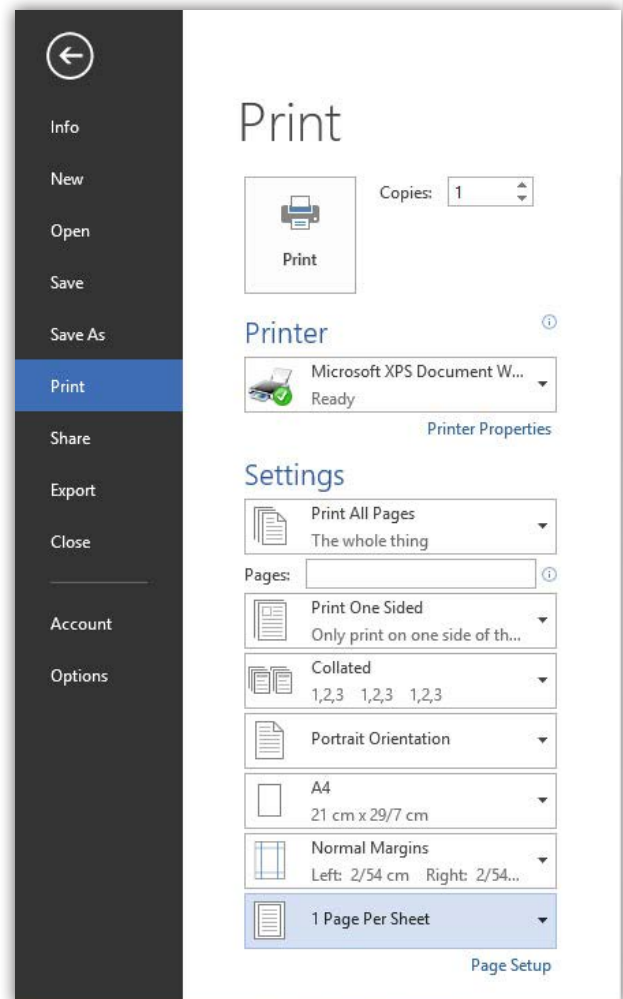 Info
New
Open
Save
Save As
Print
Share
Export
Close
Account
Options
Print
Copies: 1
Print
Printer
Microsoft XPS Document W...
Ready
Printer Properties
Settings
Print All Pages
The whole thing
Pages:
Print One Sided
Only print on one side of th...
Collated
1,2,3 1,2,3 1,2,3
Portrait Orientation
A4
21 cm x 29/7 cm
Normal Margins
Left: 2/54 cm Right: 2/54...
1 Page Per Sheet
Page Setup